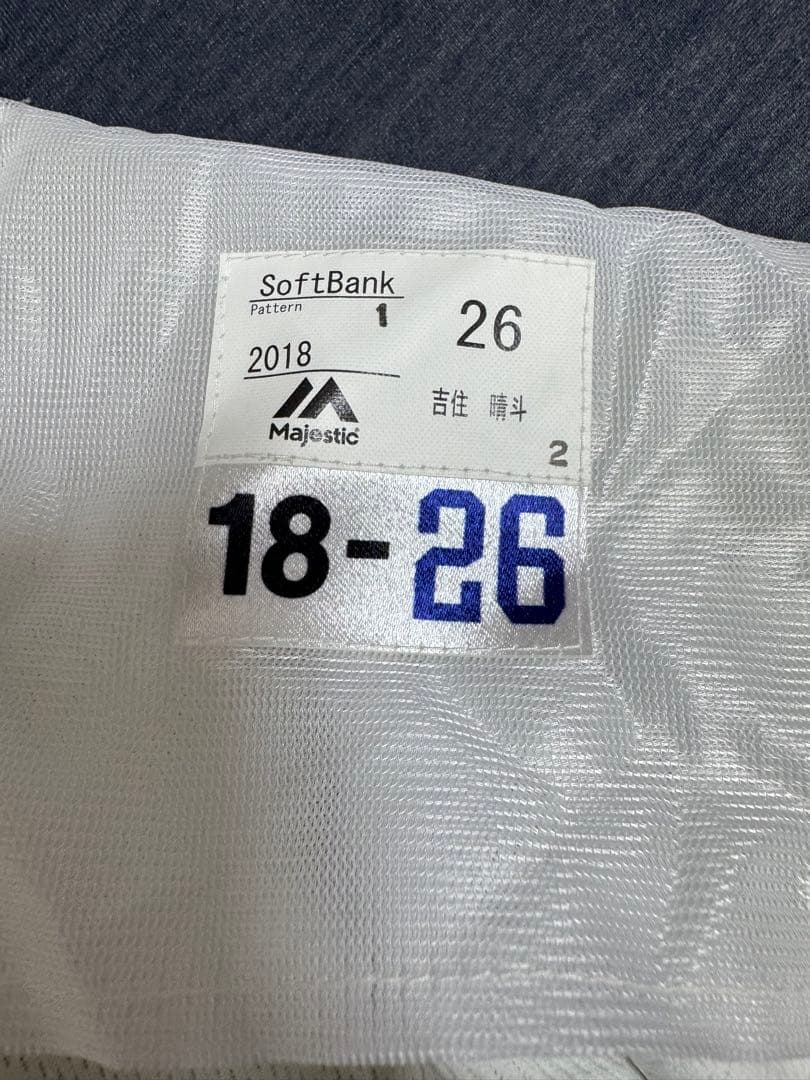 SoftBank
Pattern 1
26
2018
Majestic
吉住 晴斗
2
18-26